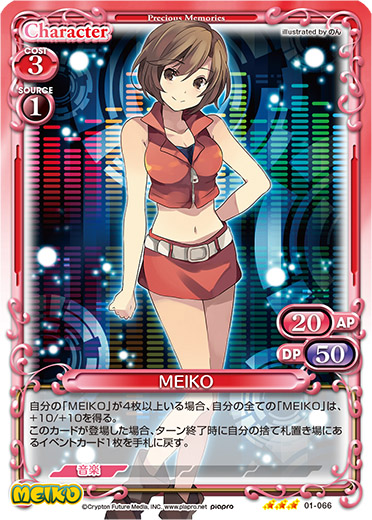 Precious Memories
Character
illustrated by のん
COST
3
SOURCE
1
20 AP
DP 50
MEIKO
自分の「MEIKO」が4枚以上いる場合、自分の全ての「MEIKO」は、
+10/+10を得る。
このカードが登場した場合、ターン終了時に自分の捨て札置き場にあ
るイベントカード1枚を手札に戻す。
音楽
MEIKO
©Crypton Future Media, INC. www.piapro.net piapro
★★★ 01-066